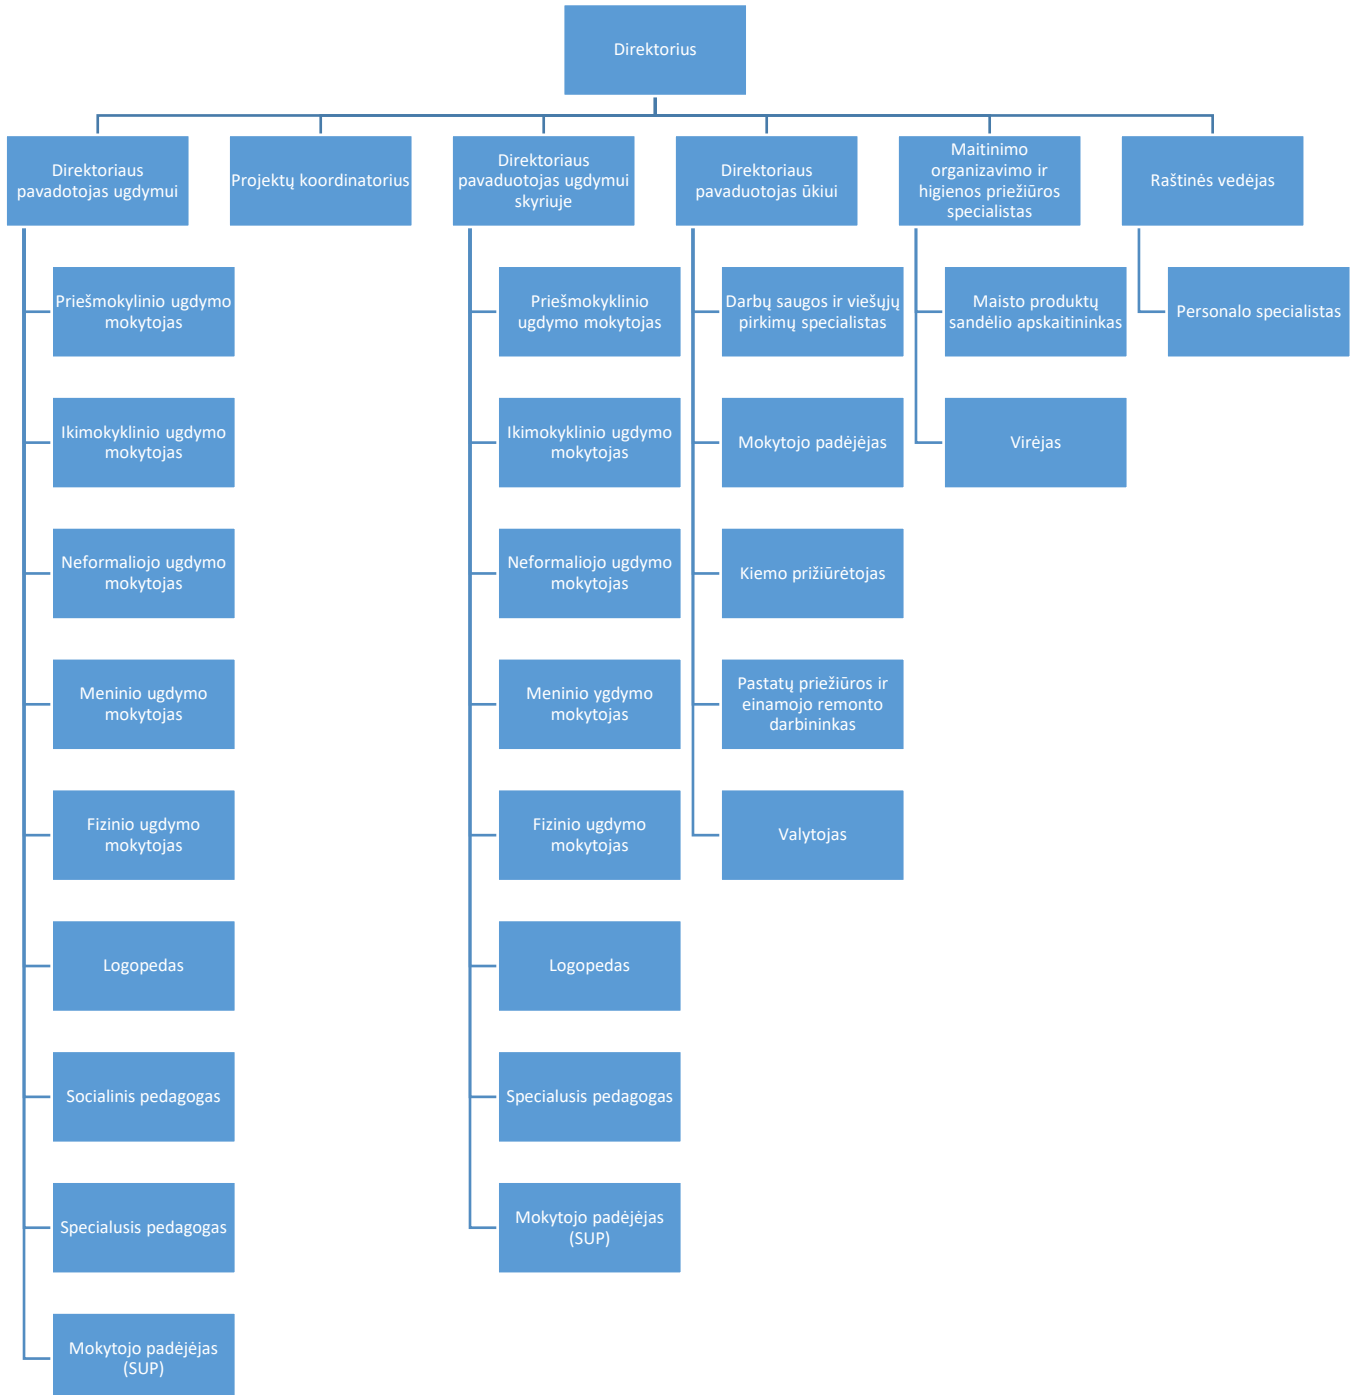 Direktorius
Direktoriaus
pavadotojas ugdymui
Projektų koordinatorius
Direktoriaus
pavaduotojas ugdymui
skyriuje
Direktoriaus
pavaduotojas ūkiui
Maitinimo
organizavimo ir
higienos priežiūros
specialistas
Raštinės vedėjas
Priešmokylinio ugdymo
mokytojas
Ikimokyklinio ugdymo
mokytojas
Neformaliojo ugdymo
mokytojas
Meninio ugdymo
mokytojas
Fizinio ugdymo
mokytojas
Logopedas
Socialinis pedagogas
Specialusis pedagogas
Mokytojo padėjėjas
(SUP)
Priešmokyklinio
ugdymo mokytojas
Ikimokyklinio ugdymo
mokytojas
Neformaliojo ugdymo
mokytojas
Meninio ygdymo
mokytojas
Fizinio ugdymo
mokytojas
Logopedas
Specialusis pedagogas
Mokytojo padėjėjas
(SUP)
Darbų saugos ir viešųjų
pirkimų specialistas
Mokytojo padėjėjas
Kiemo prižiūrėtojas
Pastatų priežiūros ir
einamojo remonto
darbininkas
Valytojas
Maisto produktų
sandėlio apskaitininkas
Virėjas
Personalo specialistas